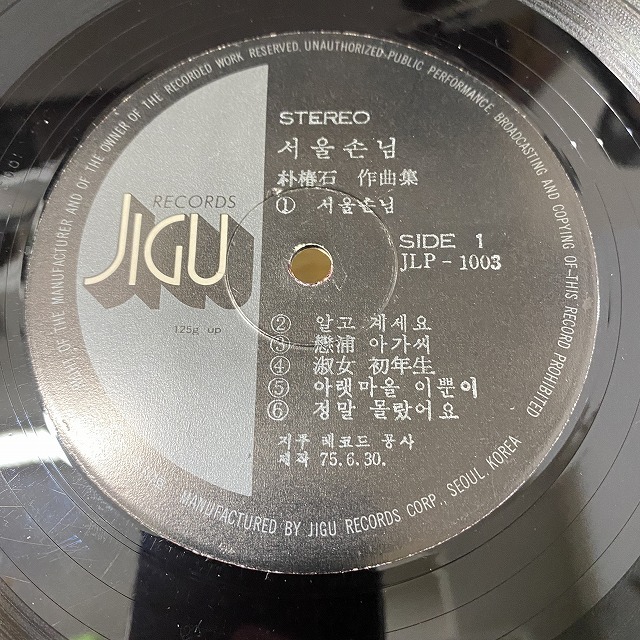 OF THE MANUFACTURER AND OF THE OWNER OF THE RECORDED WORK RESERVED, UNAUTHORIZED PUBLIC PERFORMANCE, BROADCASTING AND COPYING OF THIS RECORD PROHIBITED
STEREO
서울손님
朴椿石 作曲集
① 서울손님
RECORDS
JIGU
SIDE 1
JLP-1003
125g up
② 알고 계세요
③ 戀浦 아가씨
④ 淑女 初年生
⑤ 아랫마을 이뿐이
⑥ 정말 몰랐어요
지구 레코드 공사
제작 75.6.30.
MANUFACTURED BY JIGU RECORDS CORP., SEOUL KOREA